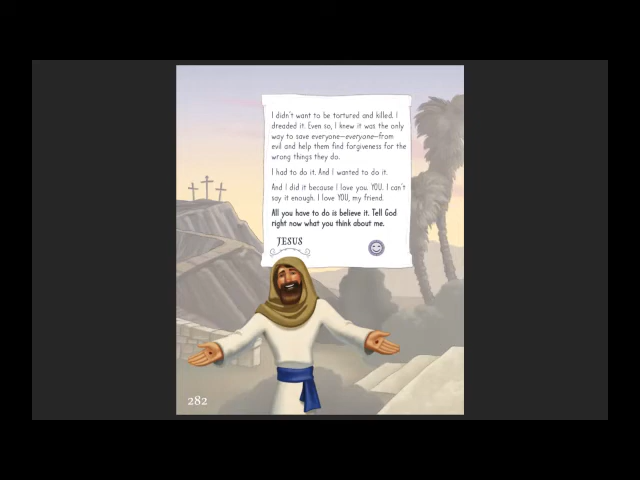 I didn't want to be tortured and killed. I
dreaded it. Even so, I knew it was the only
way to save everyone—everyone—from
evil and help them find forgiveness for the
wrong things they do.
I had to do it. And I wanted to do it.
And I did it because I love you. YOU. I can't
say it enough. I love YOU, my friend.
All you have to do is believe it. Tell God
right now what you think about me.
JESUS
282